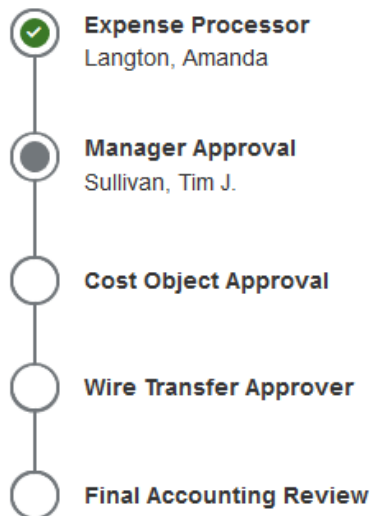 Expense Processor
Langton, Amanda
Manager Approval
Sullivan, Tim J.
Cost Object Approval
Wire Transfer Approver
Final Accounting Review